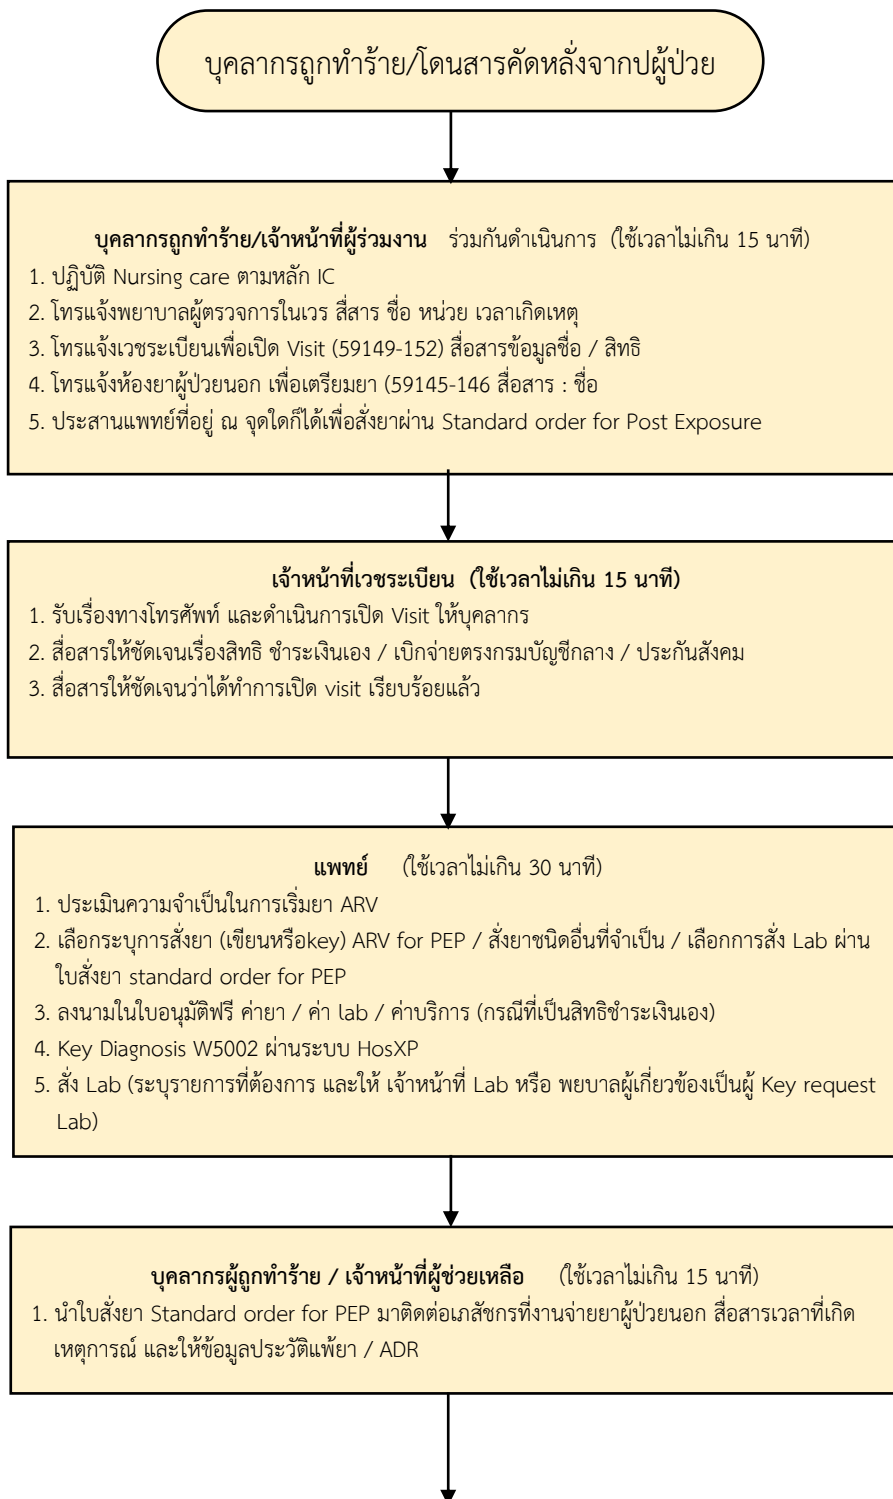 บุคลากรถูกทำร้าย/โดนสารคัดหลั่งจากปผู้ป่วย
บุคลากรถูกทำร้าย/เจ้าหน้าที่ผู้ร่วมงาน ร่วมกันดำเนินการ (ใช้เวลาไม่เกิน 15 นาที)
1. ปฏิบัติ Nursing care ตามหลัก IC
2. โทรแจ้งพยาบาลผู้ตรวจการในเวร สื่สาร ชื่อ หน่วย เวลาเกิดเหตุ
3. โทรแจ้งเวชระเบียนเพื่อเปิด Visit (59149-152) สื่อสารข้อมูลชื่อ / สิทธิ
4. โทรแจ้งห้องยาผู้ป่วยนอก เพื่อเตรียมยา (59145-146 สื่อสาร : ชื่อ
5. ประสานแพทย์ที่อยู่ ณ จุดใดก็ได้เพื่อสั่งยาผ่าน Standard order for Post Exposure
เจ้าหน้าที่เวชระเบียน (ใช้เวลาไม่เกิน 15 นาที)
1. รับเรื่องทางโทรศัพท์ และดำเนินการเปิด Visit ให้บุคลากร
2. สื่อสารให้ชัดเจนเรื่องสิทธิ ชำระเงินเอง / เบิกจ่ายตรงกรมบัญชีกลาง / ประกันสังคม
3. สื่อสารให้ชัดเจนว่าได้ทำการเปิด visit เรียบร้อยแล้ว
แพทย์ (ใช้เวลาไม่เกิน 30 นาที)
1. ประเมินความจำเป็นในการเริ่มยา ARV
2. เลือกระบุการสั่งยา (เขียนหรือkey) ARV for PEP / สั่งยาชนิดอื่นที่จำเป็น / เลือกการสั่ง Lab ผ่าน
ใบสั่งยา standard order for PEP
3. ลงนามในใบอนุมัติฟรี ค่ายา / ค่า lab / ค่าบริการ (กรณีที่เป็นสิทธิชำระเงินเอง)
4. Key Diagnosis W5002 ผ่านระบบ HosXP
5. สั่ง Lab (ระบุรายการที่ต้องการ และให้ เจ้าหน้าที่ Lab หรือ พยบาลผู้เกี่ยวข้องเป็นผู้ Key request
Lab)
บุคลากรผู้ถูกทำร้าย / เจ้าหน้าที่ผู้ช่วยเหลือ (ใช้เวลาไม่เกิน 15 นาที)
1. นำใบสั่งยา Standard order for PEP มาติดต่อเภสัชกรที่งานจ่ายยาผู้ป่วยนอก สื่อสารเวลาที่เกิด
เหตุการณ์ และให้ข้อมูลประวัติแพ้ยา / ADR